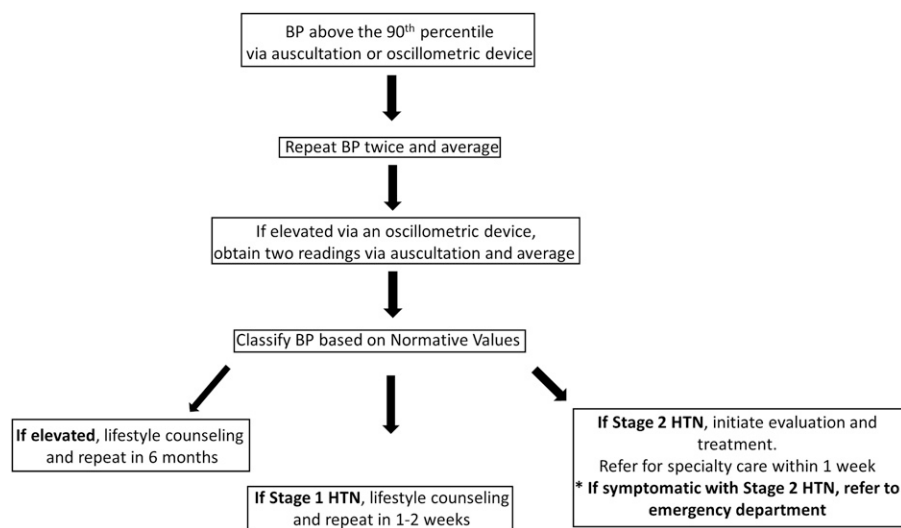 BP above the 90th percentile
via auscultation or oscillometric device
Repeat BP twice and average
If elevated via an oscillometric device,
obtain two readings via auscultation and average
Classify BP based on Normative Values
If elevated, lifestyle counseling
and repeat in 6 months
If Stage 1 HTN, lifestyle counseling
and repeat in 1-2 weeks
If Stage 2 HTN, initiate evaluation and
treatment.
Refer for specialty care within 1 week
* If symptomatic with Stage 2 HTN, refer to
emergency department